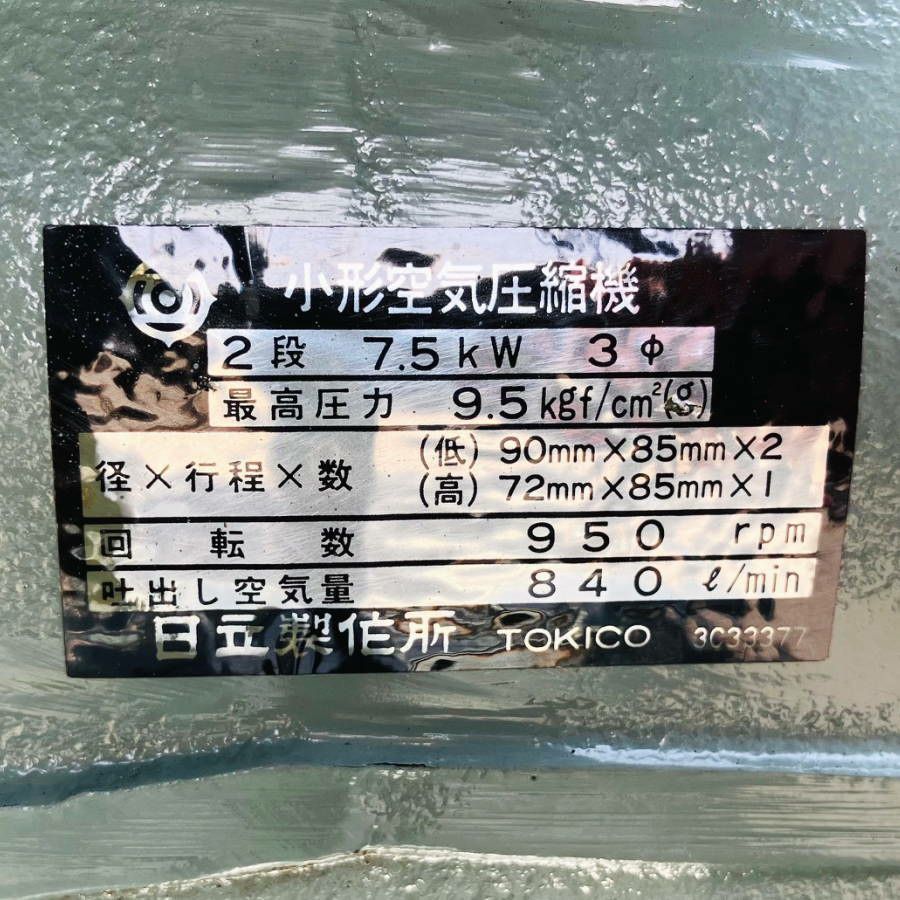 小形空気圧縮機
2段 7.5kW 3φ
最高圧力 9.5kgf/cm²(g)
径×行程×数 (低) 90mm×85mm×2
(高) 72mm×85mm×1
回転数 950 rpm
吐出し空気量 840 ℓ/min
日立製作所 TOKICO 3C33377